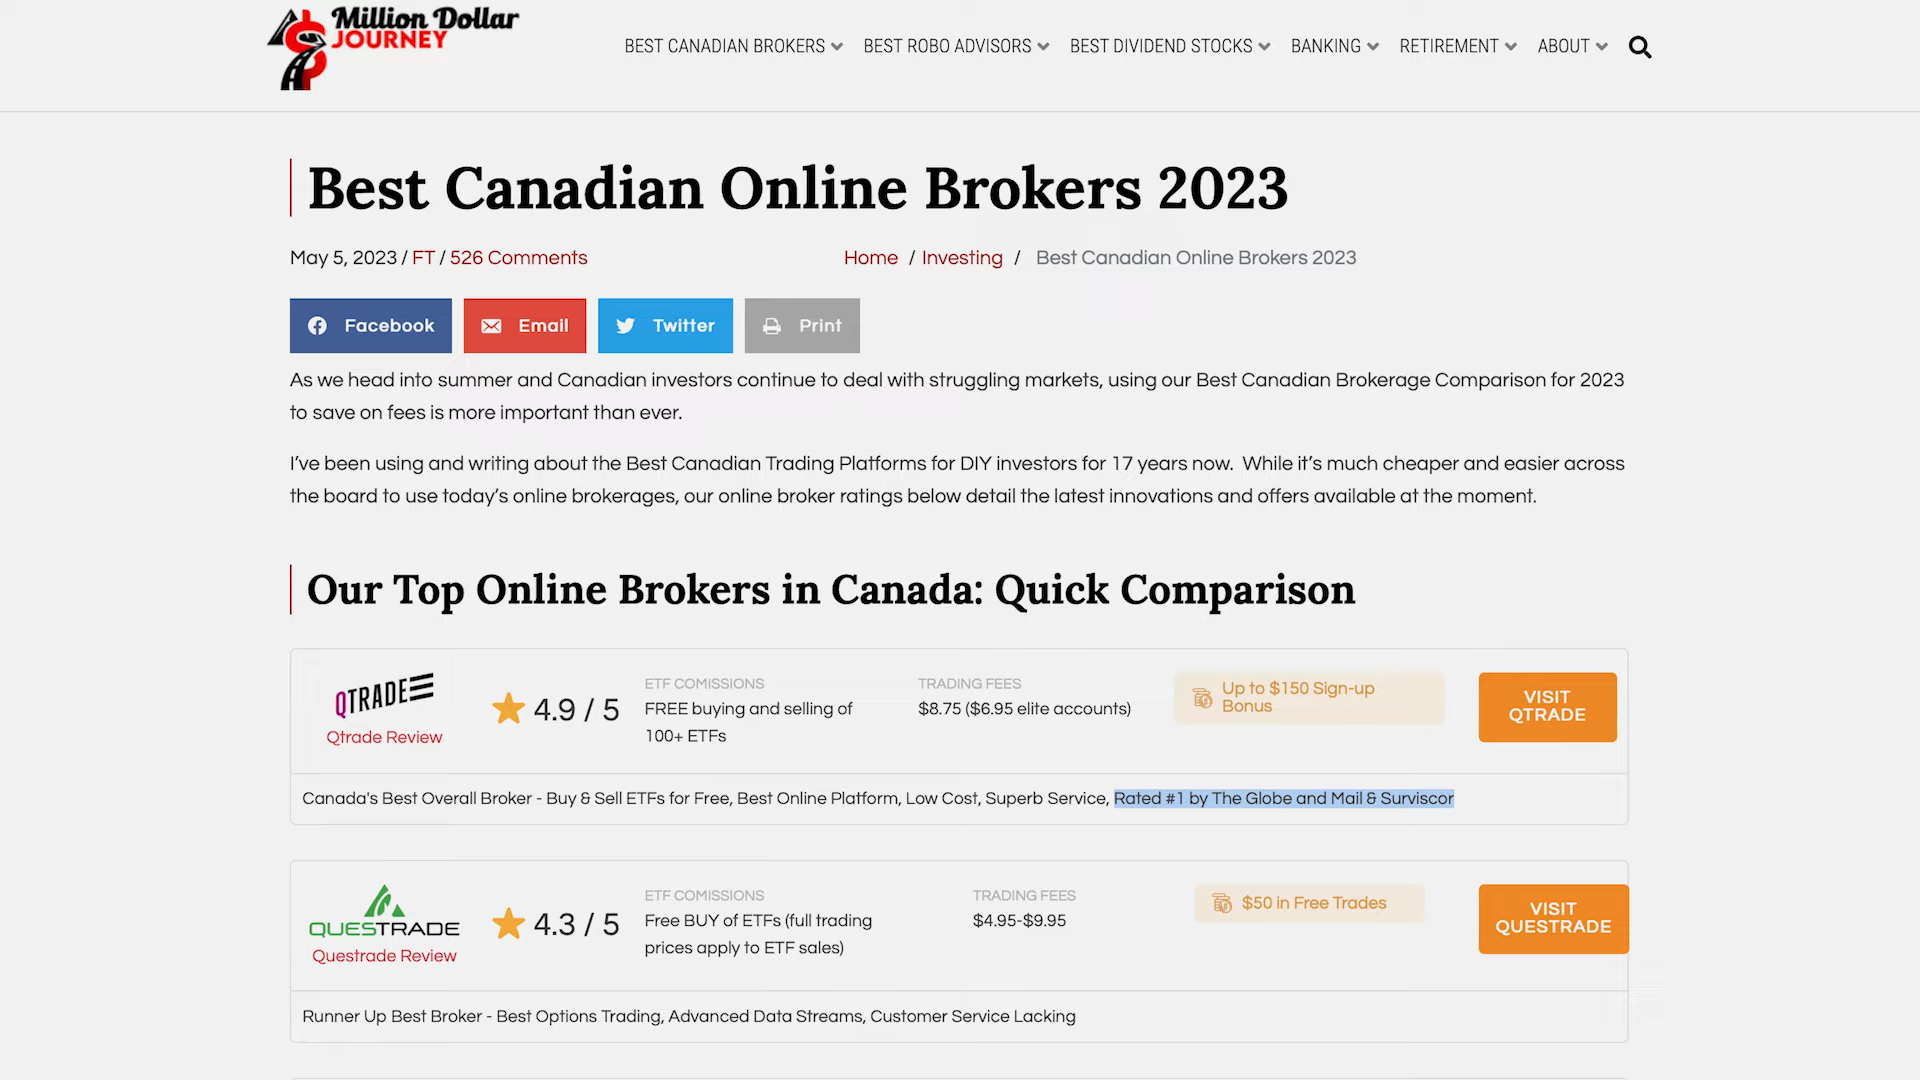 Million Dollar
JOURNEY
BEST CANADIAN BROKERS
BEST ROBO ADVISORS
BEST DIVIDEND STOCKS
BANKING
RETIREMENT
ABOUT
Best Canadian Online Brokers 2023
May 5, 2023 / FT / 526 Comments
Home / Investing / Best Canadian Online Brokers 2023
Facebook
Email
Twitter
Print
As we head into summer and Canadian investors continue to deal with struggling markets, using our Best Canadian Brokerage Comparison for 2023
to save on fees is more important than ever.
I've been using and writing about the Best Canadian Trading Platforms for DIY investors for 17 years now. While it's much cheaper and easier across
the board to use today's online brokerages, our online broker ratings below detail the latest innovations and offers available at the moment.
Our Top Online Brokers in Canada: Quick Comparison
QTRADE
Qtrade Review
4.9 / 5
ETF COMISSIONS
FREE buying and selling of
100+ ETFs
TRADING FEES
$8.75 ($6.95 elite accounts)
Up to $150 Sign-up
Bonus
VISIT
QTRADE
Canada's Best Overall Broker - Buy & Sell ETFs for Free, Best Online Platform, Low Cost, Superb Service, Rated #1 by The Globe and Mail & Surviscor
QUESTRADE
Questrade Review
4.3 / 5
ETF COMISSIONS
Free BUY of ETFs (full trading
prices apply to ETF sales)
TRADING FEES
$4.95-$9.95
$50 in Free Trades
VISIT
QUESTRADE
Runner Up Best Broker - Best Options Trading, Advanced Data Streams, Customer Service Lacking